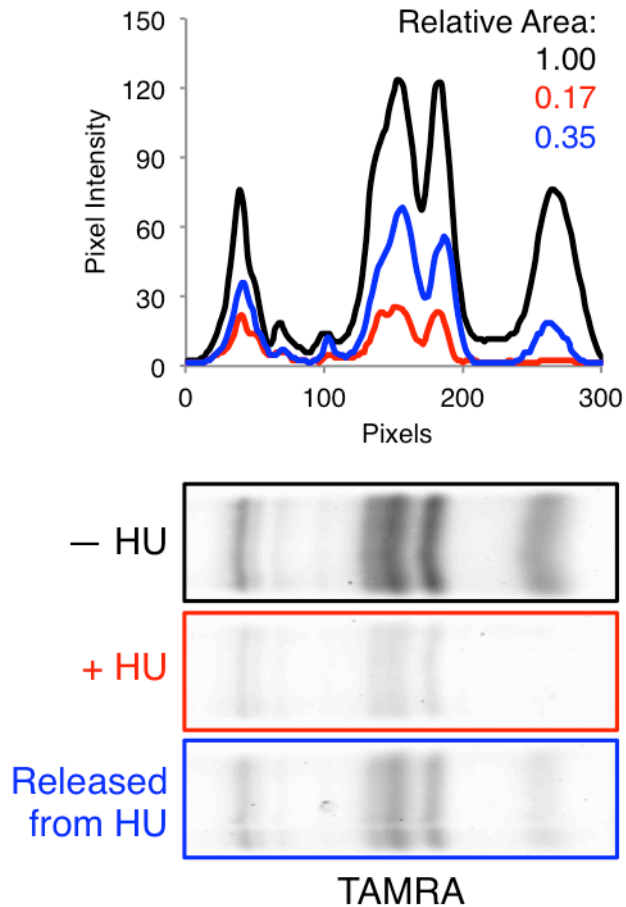 Relative Area:
1.00
0.17
0.35
Pixel Intensity
150
120
90
60
30
0
0 100 200 300
Pixels
— HU
+ HU
Released
from HU
TAMRA